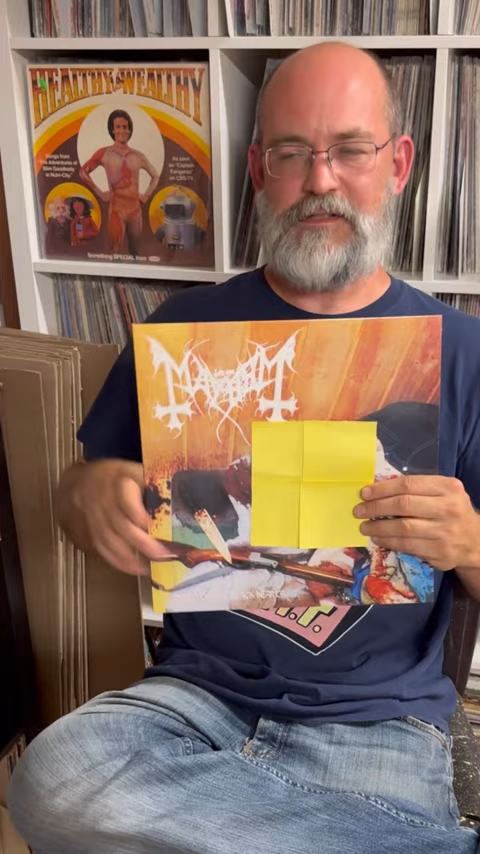 HEALTHY & WEALTHY
Songs from
"The Adventures of
Slim Goodbody
in Nutri-City"
As seen
on "Captain
Kangaroo"
on CBS-TV
Something SPECIAL from
MAYHEM